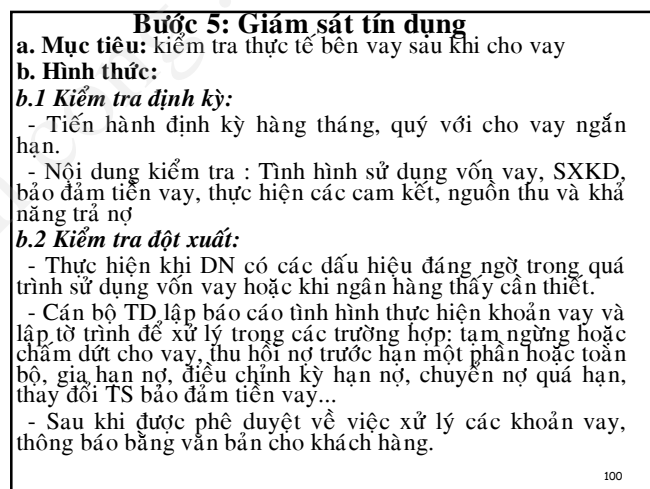 Bước 5: Giám sát tín dụng
a. Mục tiêu: kiểm tra thực tế bên vay sau khi cho vay
b. Hình thức:
b.1 Kiểm tra định kỳ:
- Tiến hành định kỳ hàng tháng, quý với cho vay ngắn
hạn.
- Nội dung kiểm tra : Tình hình sử dụng vốn vay, SXKD,
bảo đảm tiền vay, thực hiện các cam kết, nguồn thu và khả
năng trả nợ
b.2 Kiểm tra đột xuất:
- Thực hiện khi DN có các dấu hiệu đáng ngờ trong quá
trình sử dụng vốn vay hoặc khi ngân hàng thấy cần thiết.
- Cán bộ TD lập báo cáo tình hình thực hiện khoản vay và
lập tờ trình để xử lý trong các trường hợp: tạm ngừng hoặc
chấm dứt cho vay, thu hồi nợ trước hạn một phần hoặc toàn
bộ, gia hạn nợ, điều chỉnh kỳ hạn nợ, chuyển nợ quá hạn,
thay đổi TS bảo đảm tiền vay...
- Sau khi được phê duyệt về việc xử lý các khoản vay,
thông báo bằng văn bản cho khách hàng.
100